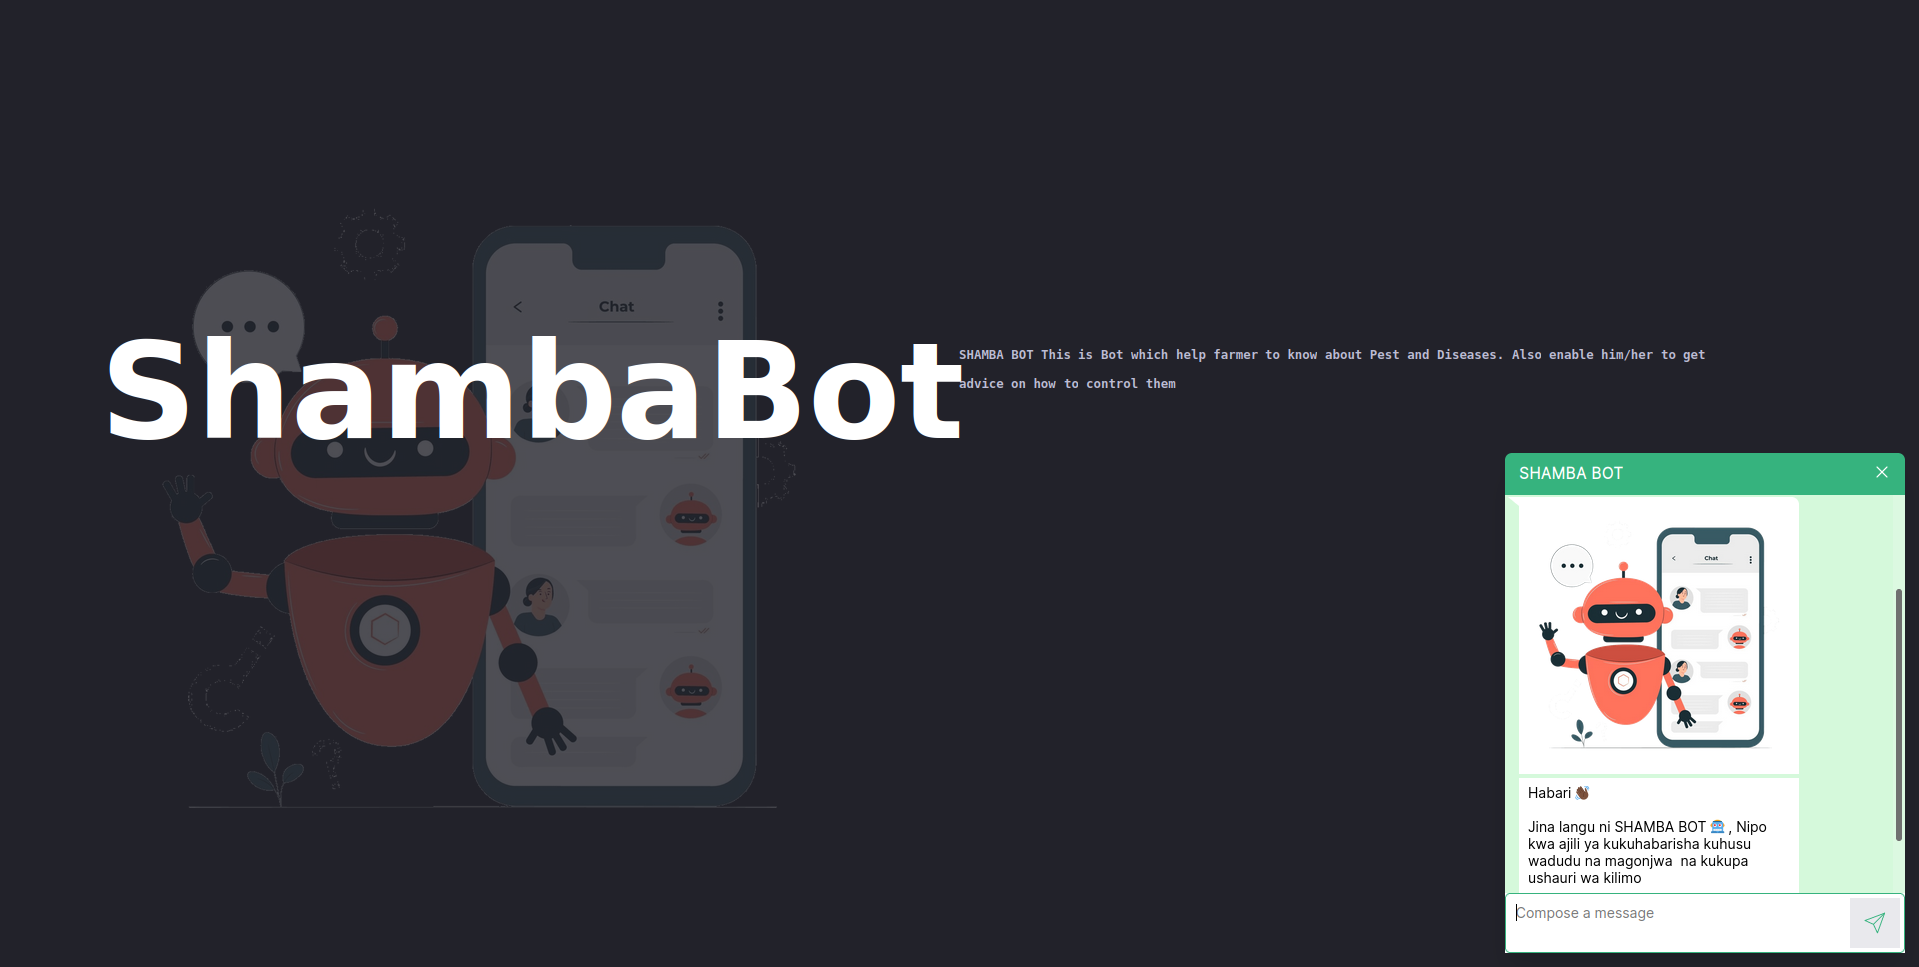 Chat
ShambaBot
SHAMBA BOT This is Bot which help farmer to know about Pest and Diseases. Also enable him/her to get
advice on how to control them
SHAMBA BOT
Chat
Habari 👋🏿
Jina langu ni SHAMBA BOT 🤖 , Nipo
kwa ajili ya kukuhabarisha kuhusu
wadudu na magonjwa  na kukupa
ushauri wa kilimo
Compose a message